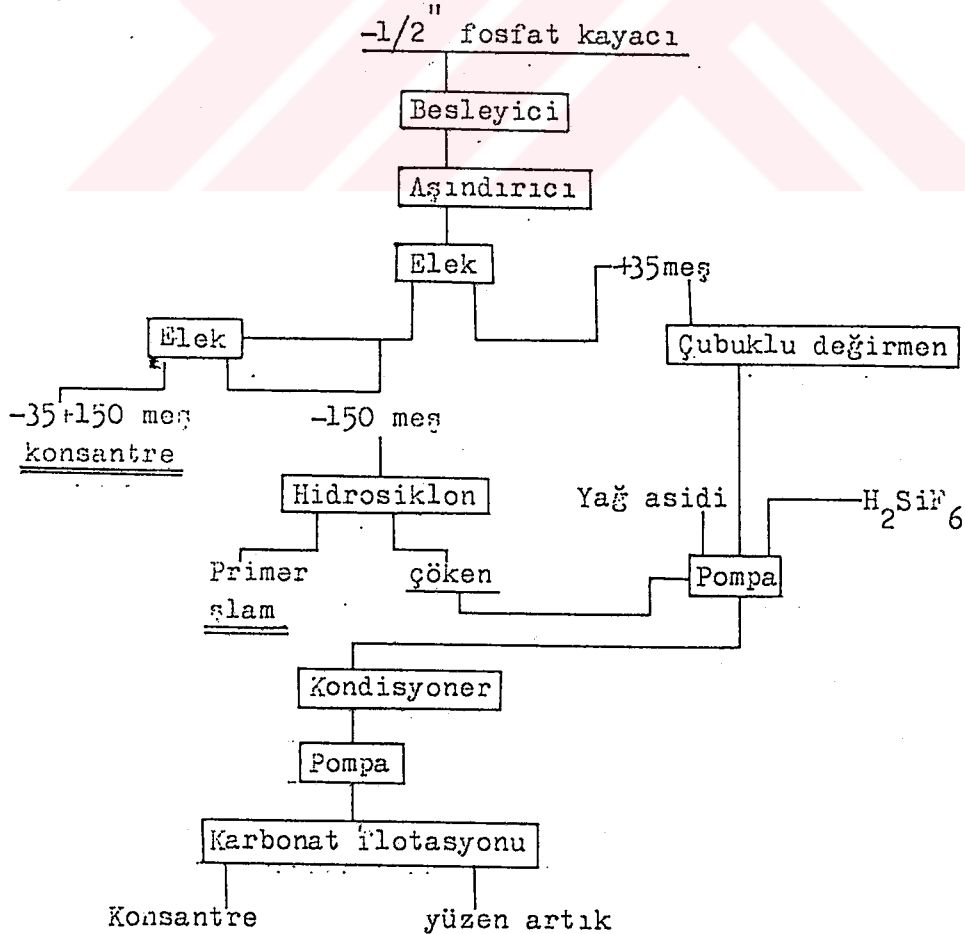 -1/2" fosfat kayacı
Besleyici
Aşındırıcı
Elek
+35meş
Elek
Çubuklu değirmen
-35+150 meş
konsantre
-150 meş
Hidrosiklon
Yağ asidi
H2SiF6
Primer
şlam
çöken
Pompa
Kondisyoner
Pompa
Karbonat flotasyonu
Konsantre
yüzen artık